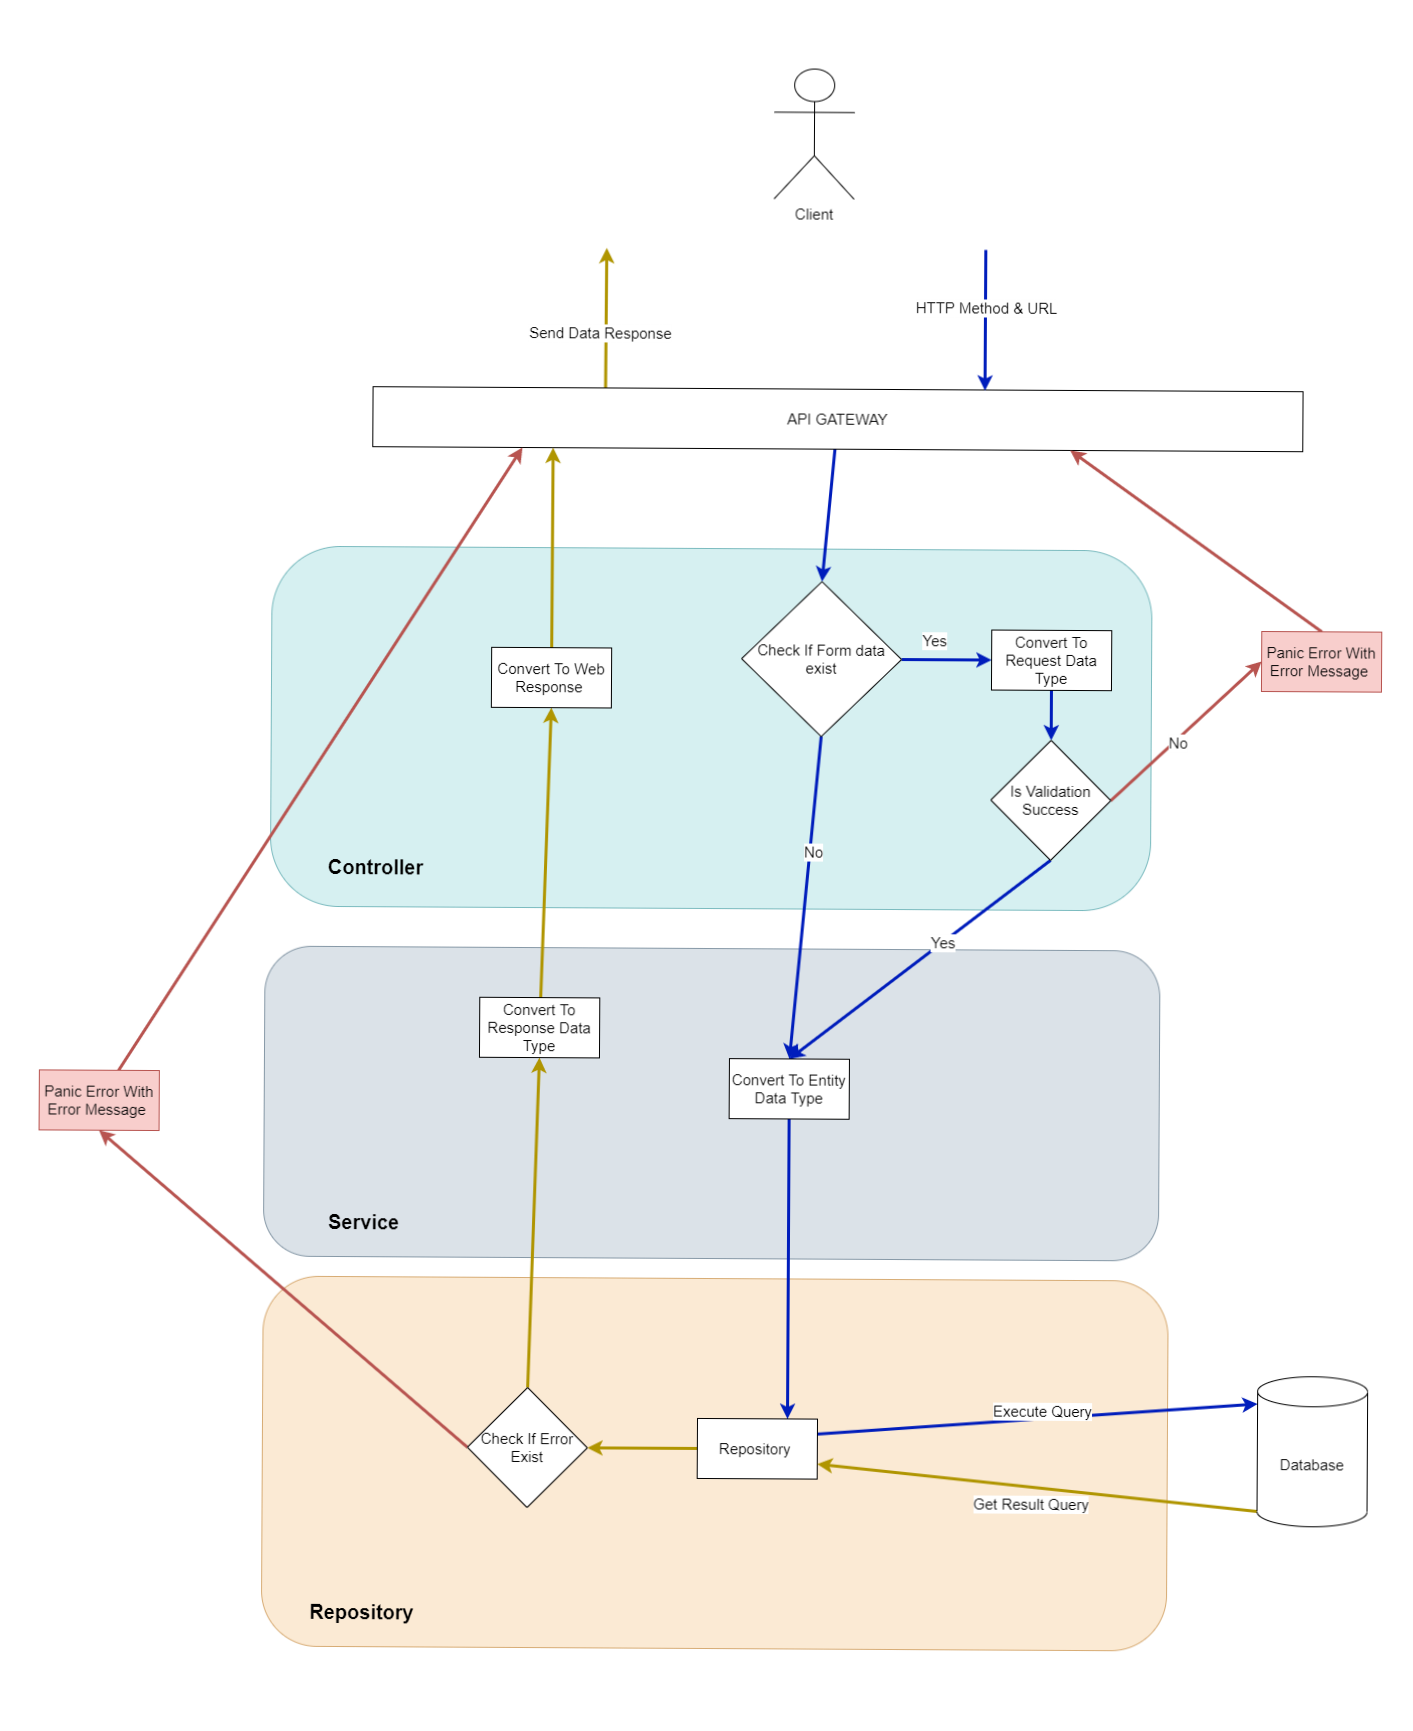 Client
HTTP Method & URL
Send Data Response
API GATEWAY
Check If Form data
exist
Yes
Convert To
Request Data
Type
Panic Error With
Error Message
Convert To Web
Response
No
Is Validation
Success
No
Controller
Yes
Convert To
Response Data
Type
Convert To Entity
Data Type
Panic Error With
Error Message
Service
Execute Query
Check If Error
Exist
Repository
Database
Get Result Query
Repository